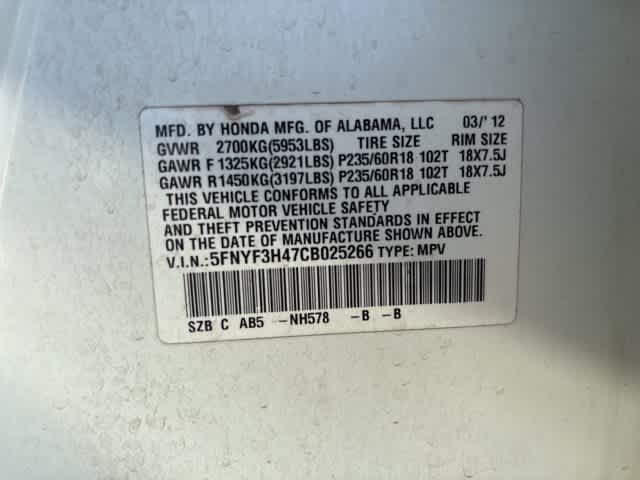 MFD. BY HONDA MFG. OF ALABAMA, LLC 03/'12
GVWR 2700KG(5953LBS) TIRE SIZE RIM SIZE
GAWR F 1325KG(2921LBS) P235/60R18 102T 18X7.5J
GAWR R1450KG(3197LBS) P235/60R18 102T 18X7.5J
THIS VEHICLE CONFORMS TO ALL APPLICABLE
FEDERAL MOTOR VEHICLE SAFETY
AND THEFT PREVENTION STANDARDS IN EFFECT
ON THE DATE OF MANUFACTURE SHOWN ABOVE.
V.I.N.:5FNYF3H47CB025266 TYPE: MPV
SZB C AB5 -NH578 -B -B